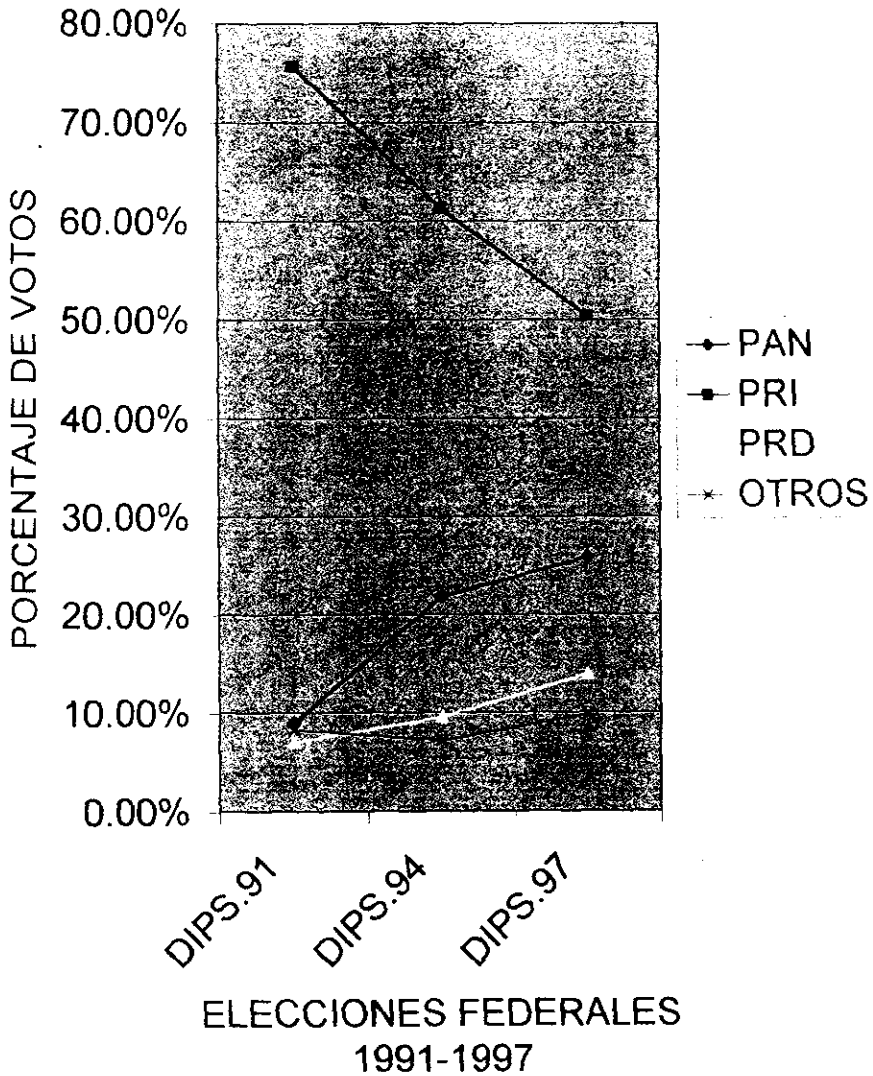 80.00%
70.00%
60.00%
50.00%
40.00%
30.00%
20.00%
10.00%
0.00%
PORCENTAJE DE VOTOS
PAN
PRI
PRD
OTROS
DIPS.91
DIPS.94
DIPS.97
ELECCIONES FEDERALES
1991-1997